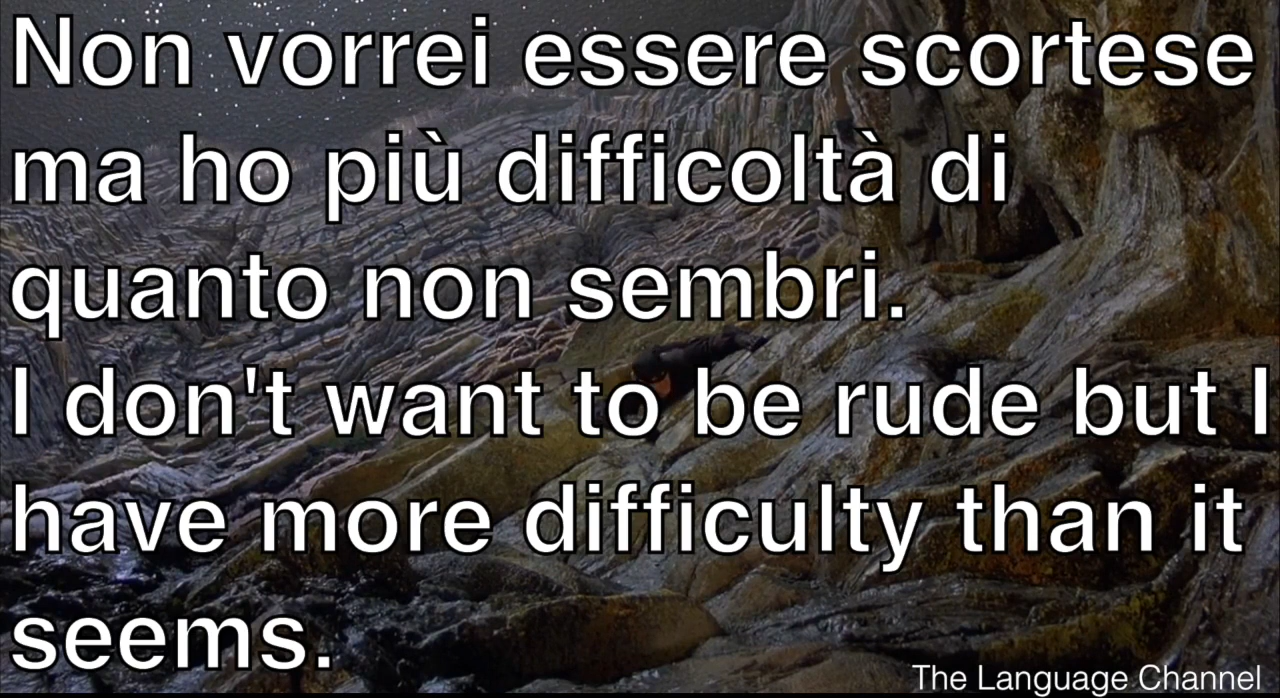 Non vorrei essere scortese
ma ho più difficoltà di
quanto non sembri.
I don't want to be rude but I
have more difficulty than it
seems.
The Language Channel